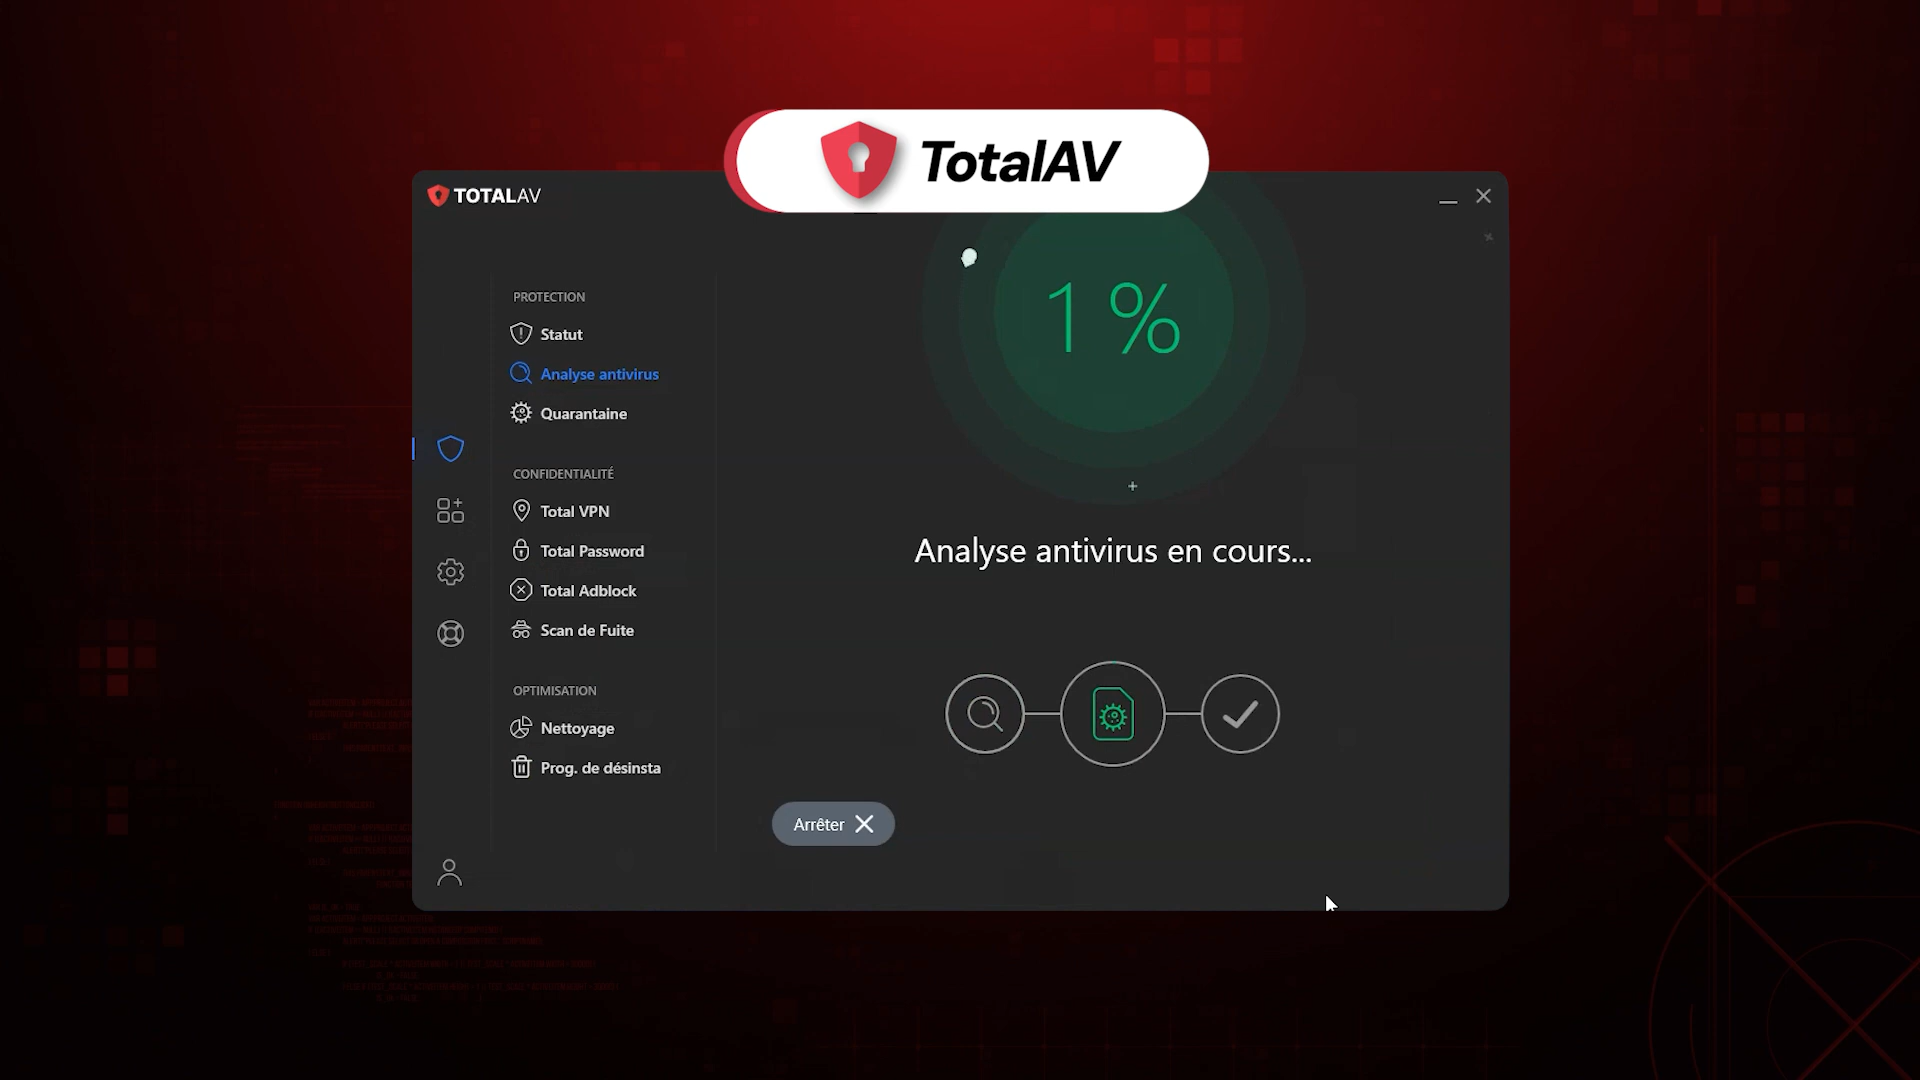 TotalAV
TOTALAV
1 %
PROTECTION
Statut
Analyse antivirus
Quarantaine
CONFIDENTIALITÉ
Total VPN
Total Password
Total Adblock
Scan de Fuite
OPTIMISATION
Nettoyage
Prog. de désinsta
Analyse antivirus en cours...
Arrêter